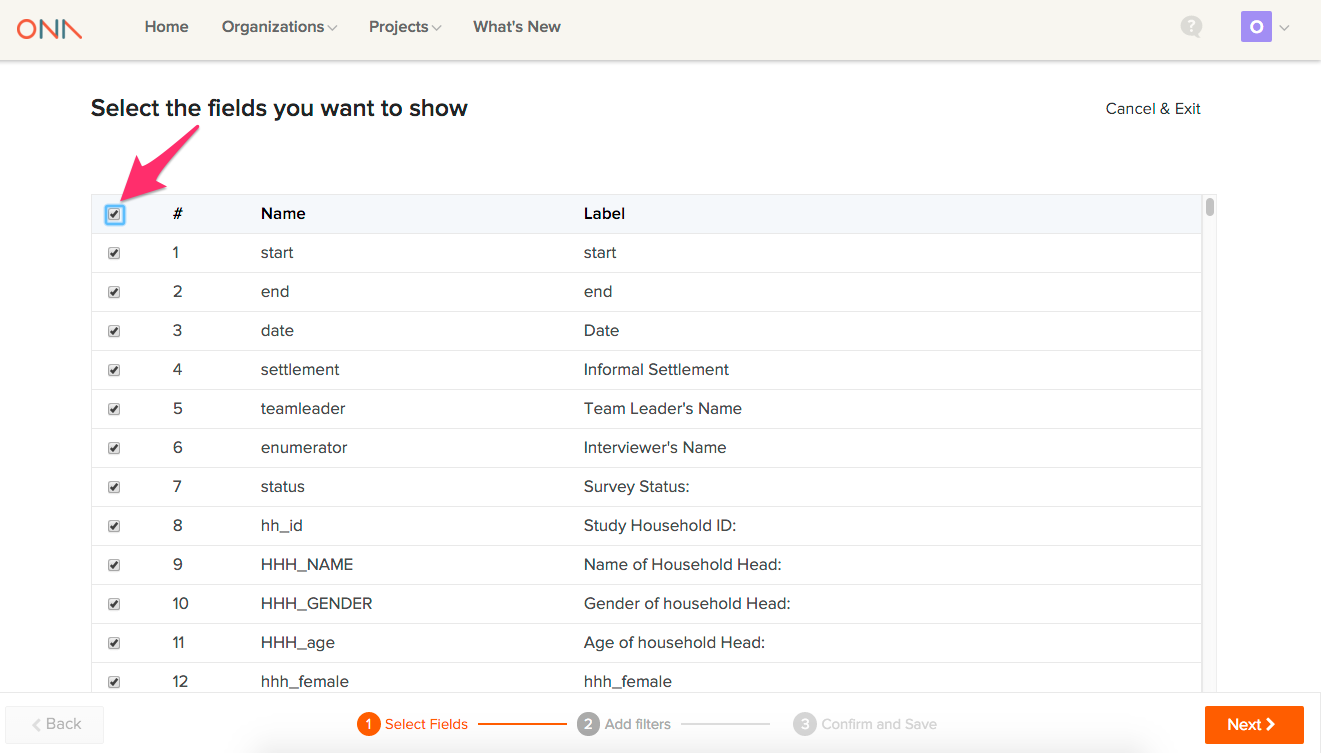 ONA Home Organizations Projects What's New ? O
Select the fields you want to show Cancel & Exit
# Name Label
1 start start
2 end end
3 date Date
4 settlement Informal Settlement
5 teamleader Team Leader's Name
6 enumerator Interviewer's Name
7 status Survey Status:
8 hh_id Study Household ID:
9 HHH_NAME Name of Household Head:
10 HHH_GENDER Gender of household Head:
11 HHH_age Age of household Head:
12 hhh_female hhh_female
Back 1 Select Fields 2 Add filters 3 Confirm and Save Next